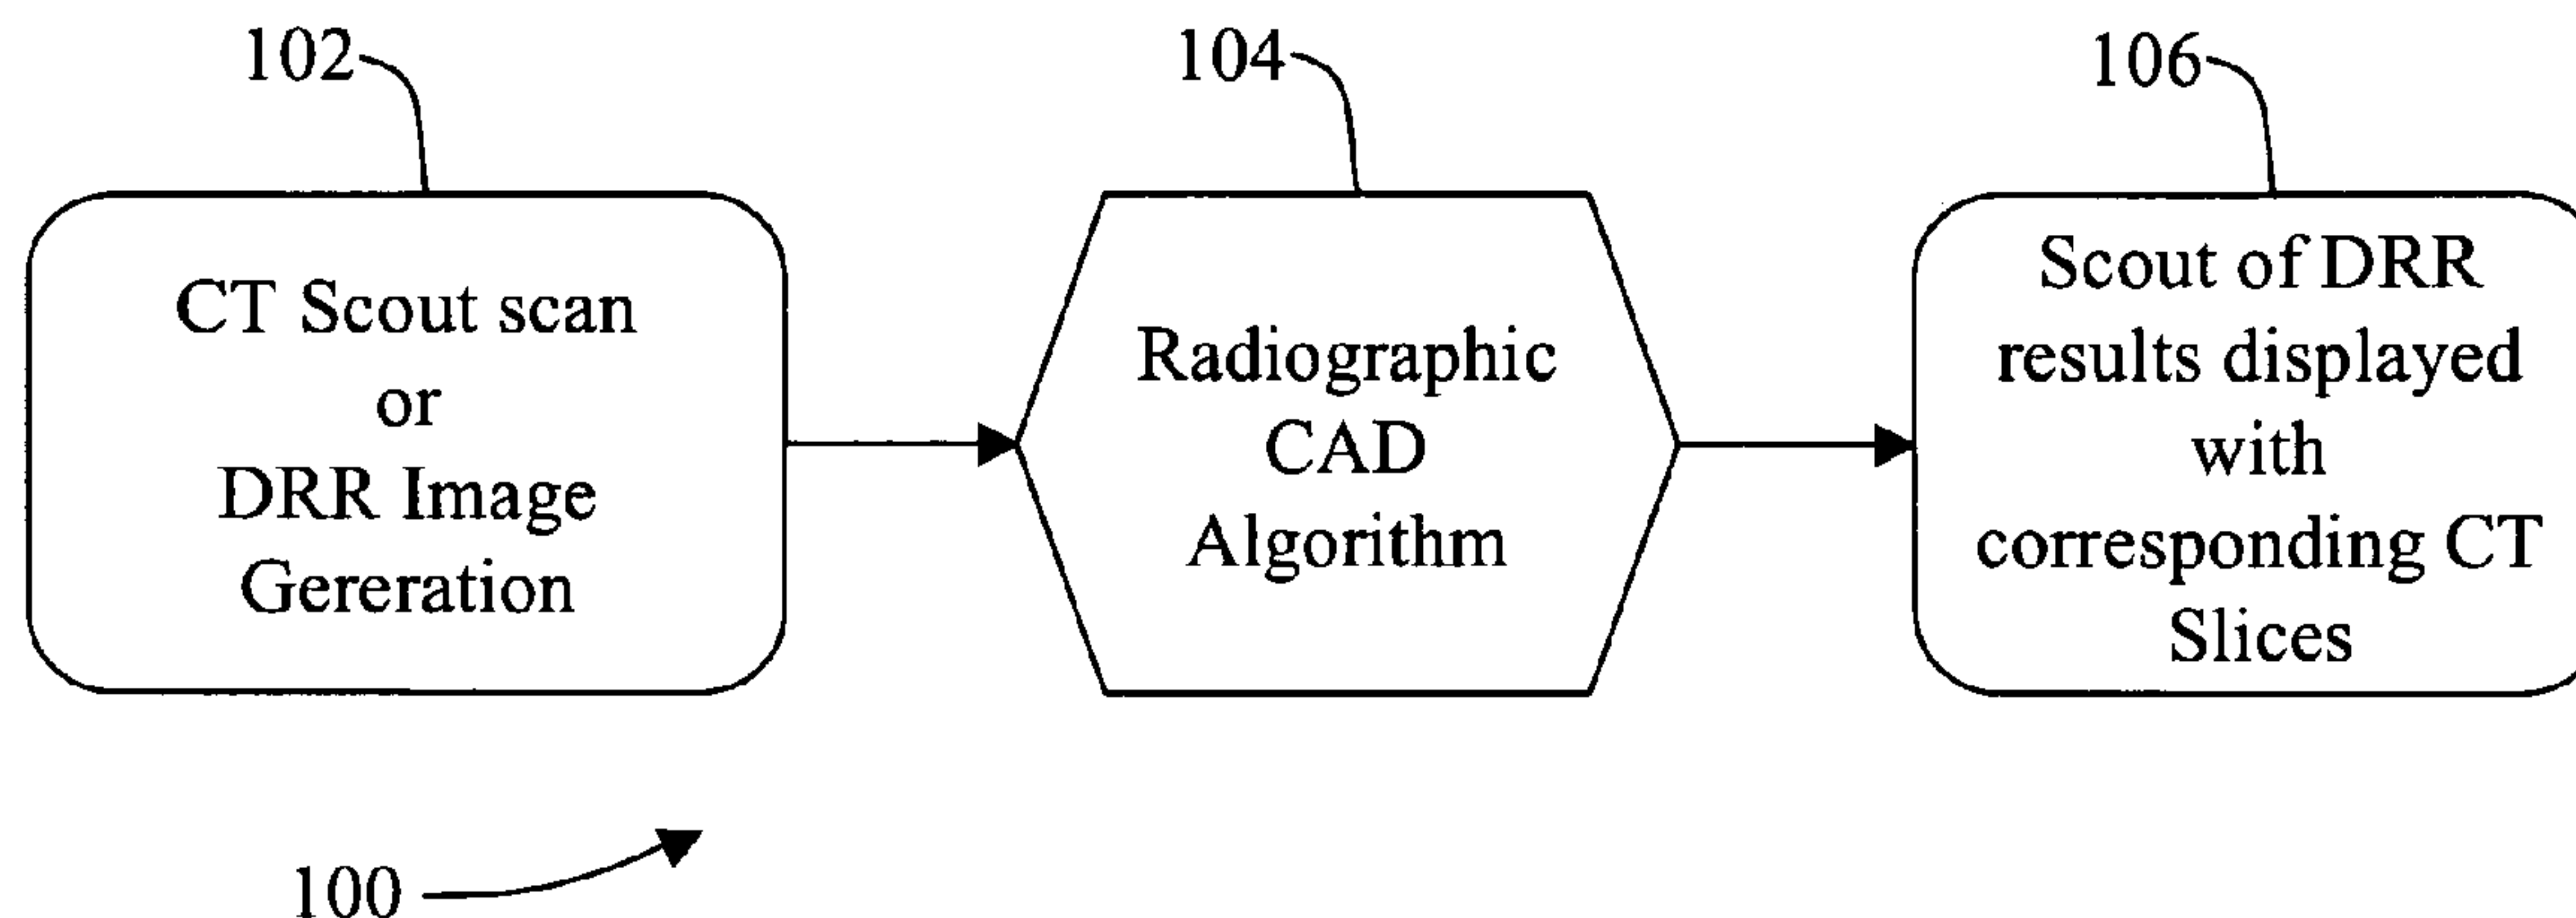 102
104
106
CT Scout scan
or
DRR Image
Gereration
Radiographic
CAD
Algorithm
Scout of DRR
results displayed
with
corresponding CT
Slices
100